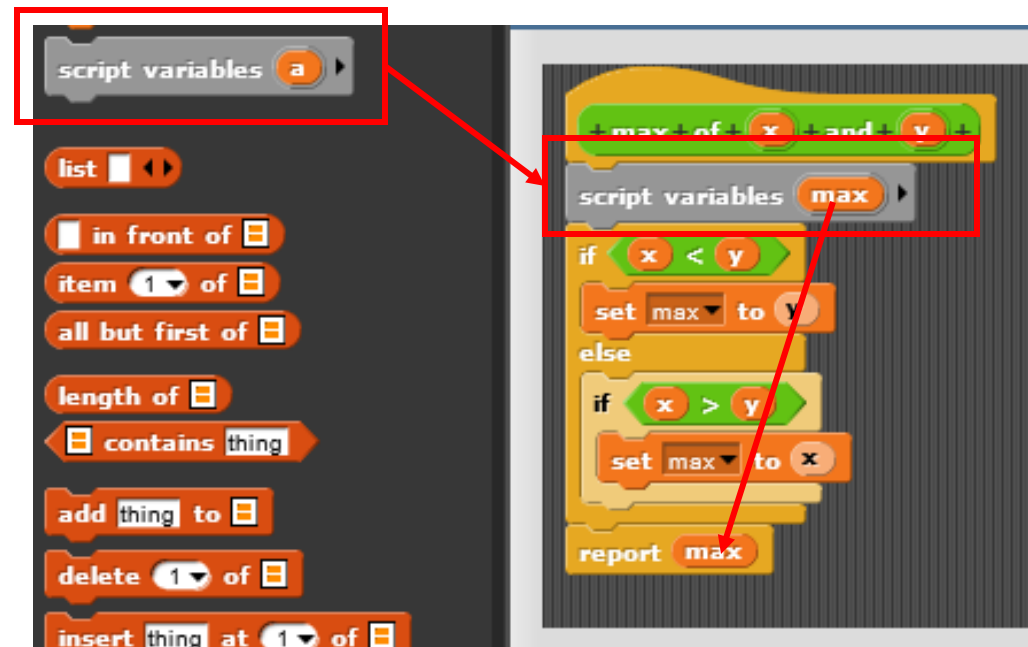 script variables a
list
in front of
item 1 of
all but first of
length of
contains thing
add thing to
delete 1 of
insert thing at 1 of
+ max + of + x + and + y +
script variables max
if x < y
set max to y
else
if x > y
set max to x
report max